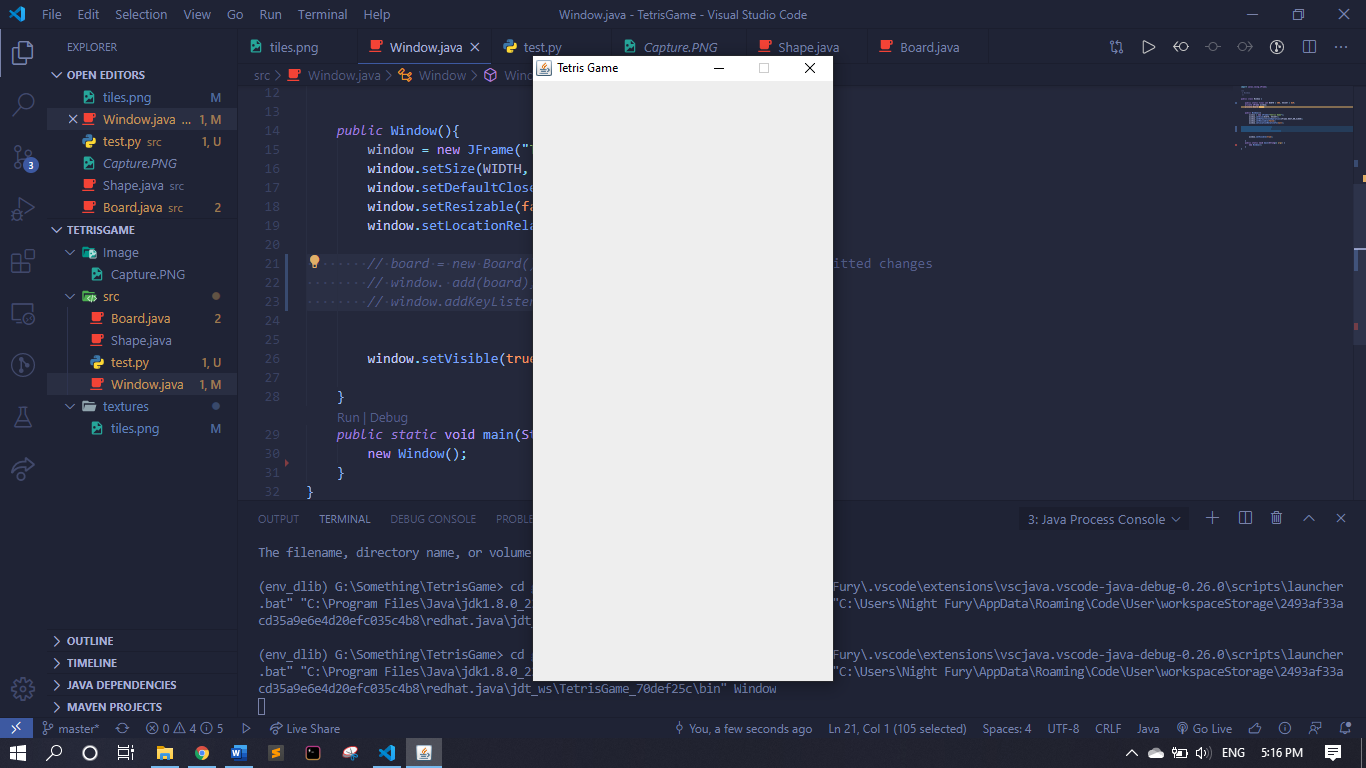 File Edit Selection View Go Run Terminal Help
Window.java - TetrisGame - Visual Studio Code
EXPLORER
OPEN EDITORS
tiles.png M
Window.java ... 1, M
test.py src 1, U
Capture.PNG
Shape.java src
Board.java src 2
TETRISGAME
Image
Capture.PNG
src
Board.java 2
Shape.java
test.py 1, U
Window.java 1, M
textures
tiles.png M
OUTLINE
TIMELINE
JAVA DEPENDENCIES
MAVEN PROJECTS
3
tiles.png Window.java test.py Capture.PNG Shape.java Board.java
src > Window.java > Window >
12
13
14 public Window(){
15 window = new JFrame("
16 window.setSize(WIDTH,
17 window.setDefaultClose
18 window.setResizable(fa
19 window.setLocationRela
20
21 // board = new Board() itted changes
22 // window. add(board)
23 // window.addKeyListen
24
25
26 window.setVisible(true
27
28 }
Run | Debug
29 public static void main(St
30 new Window();
31 }
32 }
Tetris Game
OUTPUT TERMINAL DEBUG CONSOLE PROBLE
3: Java Process Console
The filename, directory name, or volume
(env_dlib) G:\Something\TetrisGame> cd Fury\.vscode\extensions\vscjava.vscode-java-debug-0.26.0\scripts\launcher
.bat" "C:\Program Files\Java\jdk1.8.0_2 "C:\Users\Night Fury\AppData\Roaming\Code\User\workspaceStorage\2493af33a
cd35a9e6e4d20efc035c4b8\redhat.java\jdt_
(env_dlib) G:\Something\TetrisGame> cd Fury\.vscode\extensions\vscjava.vscode-java-debug-0.26.0\scripts\launcher
.bat" "C:\Program Files\Java\jdk1.8.0_2 "C:\Users\Night Fury\AppData\Roaming\Code\User\workspaceStorage\2493af33a
cd35a9e6e4d20efc035c4b8\redhat.java\jdt_ws\TetrisGame_70def25c\bin" Window
master* 0 4 5 Live Share You, a few seconds ago Ln 21, Col 1 (105 selected) Spaces: 4 UTF-8 CRLF Java Go Live
ENG 5:16 PM